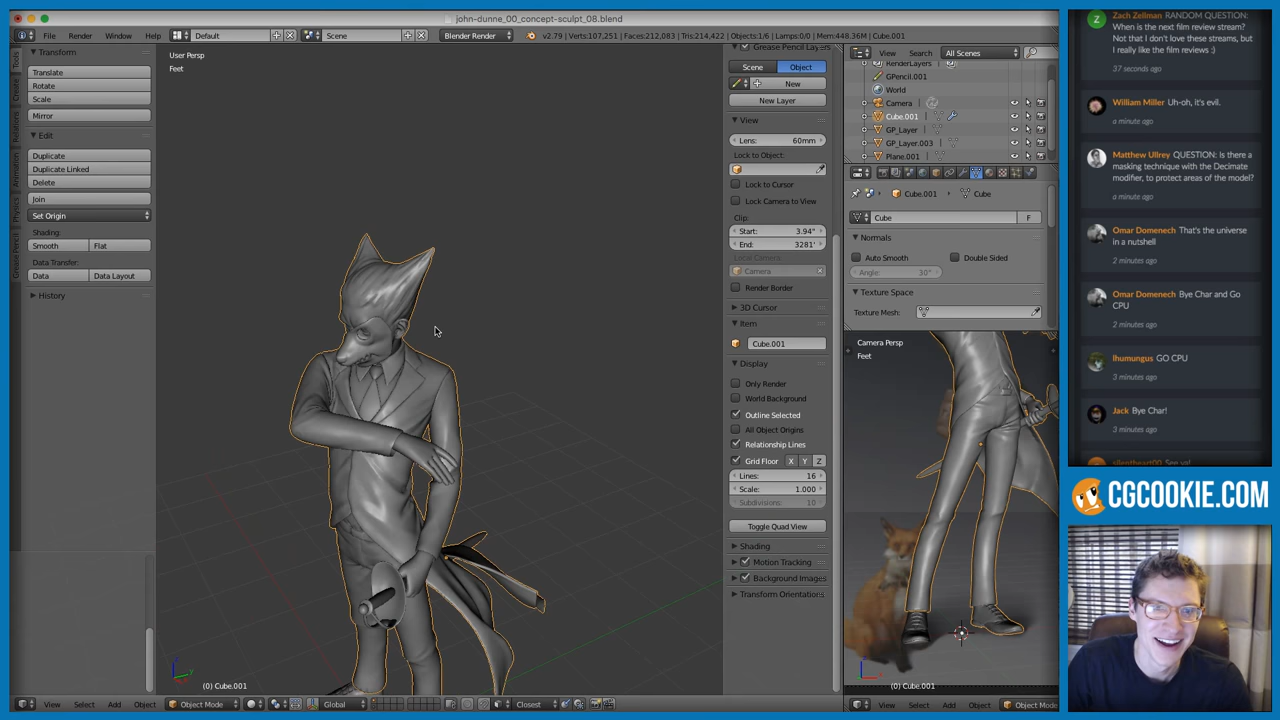 john-dunne_00_concept-sculpt_08.blend
File Render Window Help Default Scene Blender Render v2.79 | Verts:107,251 | Faces:212,083 | Tris:214,422 | Objects:1/6 | Lamps:0/0 | Mem:448.36M | Cube.001
Transform
Translate
Rotate
Scale
Mirror
Edit
Duplicate
Duplicate Linked
Delete
Join
Set Origin
Shading:
Smooth Flat
Data Transfer:
Data Data Layout
History
Tools
Create
Relations
Animation
Physics
Grease Pencil
User Persp
Feet
(0) Cube.001
View Select Add Object Object Mode Global Closest
Grease Pencil Layers
Scene Object
New
New Layer
View
Lens: 60mm
Lock to Object:
Lock to Cursor
Lock Camera to View
Clip:
Start: 3.94"
End: 3281'
Local Camera:
Camera
Render Border
3D Cursor
Item
Cube.001
Display
Only Render
World Background
Outline Selected
All Object Origins
Relationship Lines
Grid Floor X Y Z
Lines: 16
Scale: 1.000
Subdivisions: 10
Toggle Quad View
Shading
Motion Tracking
Background Images
Transform Orientations
View Search All Scenes
RenderLayers
GPencil.001
World
Camera
Cube.001
GP_Layer
GP_Layer.003
Plane.001
Cube.001 Cube
Cube F
Normals
Auto Smooth Double Sided
Angle: 30°
Texture Space
Texture Mesh:
Camera Persp
Feet
(0) Cube.001
View Select Add Object Object Mode
Z
Zach Zellman RANDOM QUESTION:
When is the next film review stream?
Not that I don't love these streams, but
I really like the film reviews :)
37 seconds ago
William Miller Uh-oh, it's evil.
a minute ago
Matthew Ullrey QUESTION: Is there a
masking technique with the Decimate
modifier, to protect areas of the model?
a minute ago
Omar Domenech That's the universe
in a nutshell
2 minutes ago
Omar Domenech Bye Char and Go
CPU
2 minutes ago
lhumungus GO CPU
3 minutes ago
Jack Bye Char!
3 minutes ago
CGCOOKIE.COM